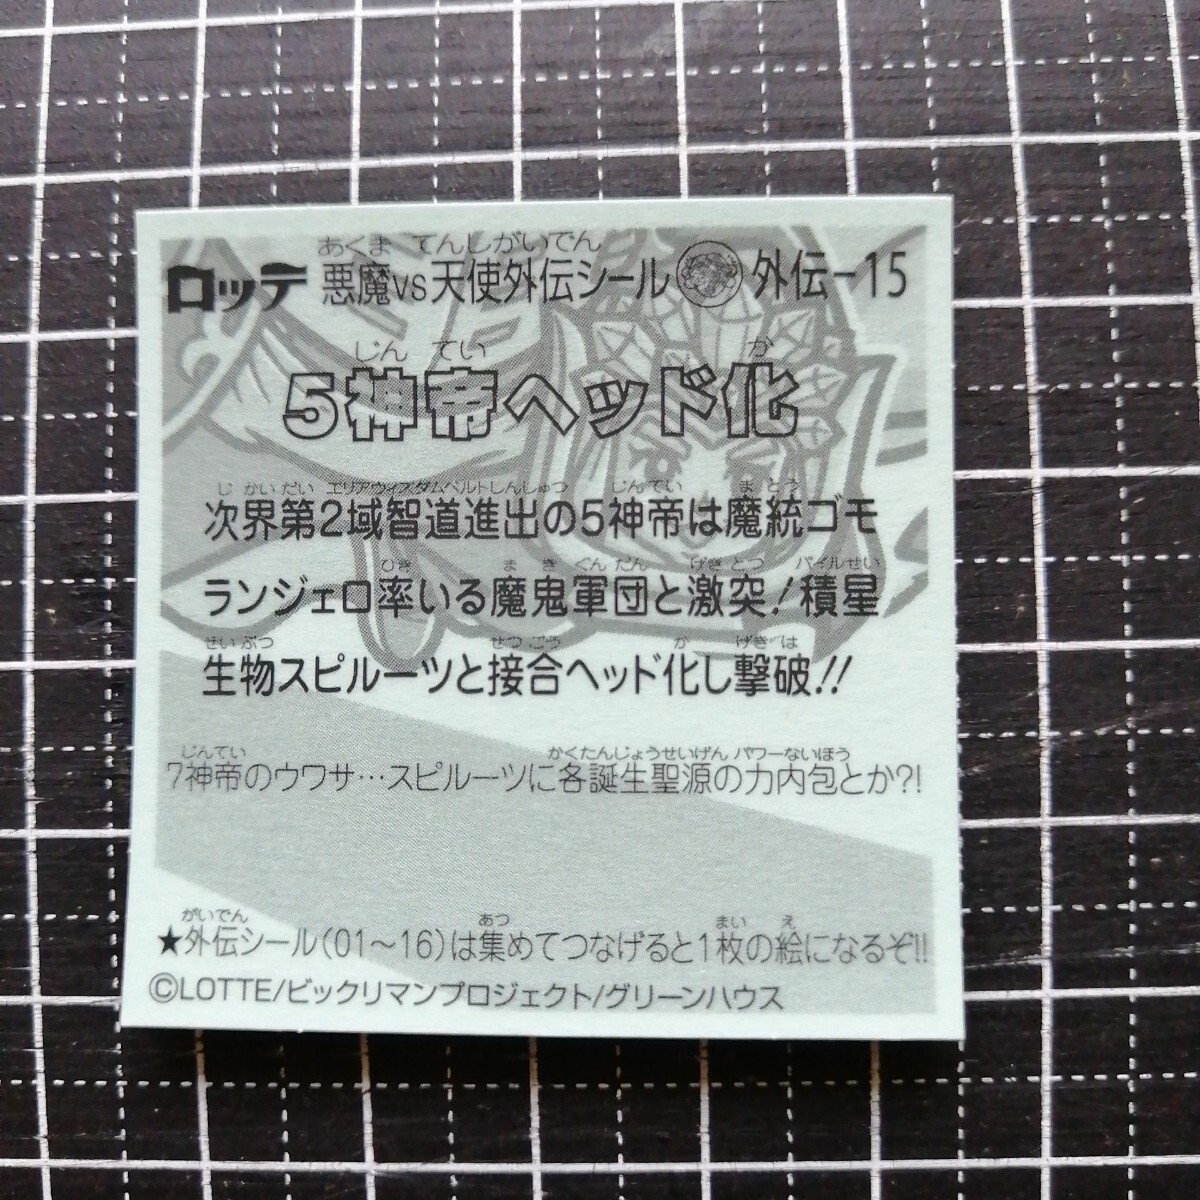 あくま てんしがいでん
ロッテ 悪魔VS天使外伝シール 外伝-15
じん てい か
5神帝ヘッド化
じ かい だい エリアウィズダムベルトしんしゅつ じんてい ま とう
次界第2域智道進出の5神帝は魔統ゴモ
ひき ま き ぐん だん げき とつ パイルせい
ランジェロ率いる魔鬼軍団と激突!積星
せい ぶつ せつ ごう か げき は
生物スピルーツと接合ヘッド化し撃破!!
じんてい かくたんじょうせいげん パワーないほう
7神帝のウワサ…スピルーツに各誕生聖源の力内包とか?!
がいでん あつ まい え
★外伝シール(01~16)は集めてつなげると1枚の絵になるぞ!!
©LOTTE/ビックリマンプロジェクト/グリーンハウス